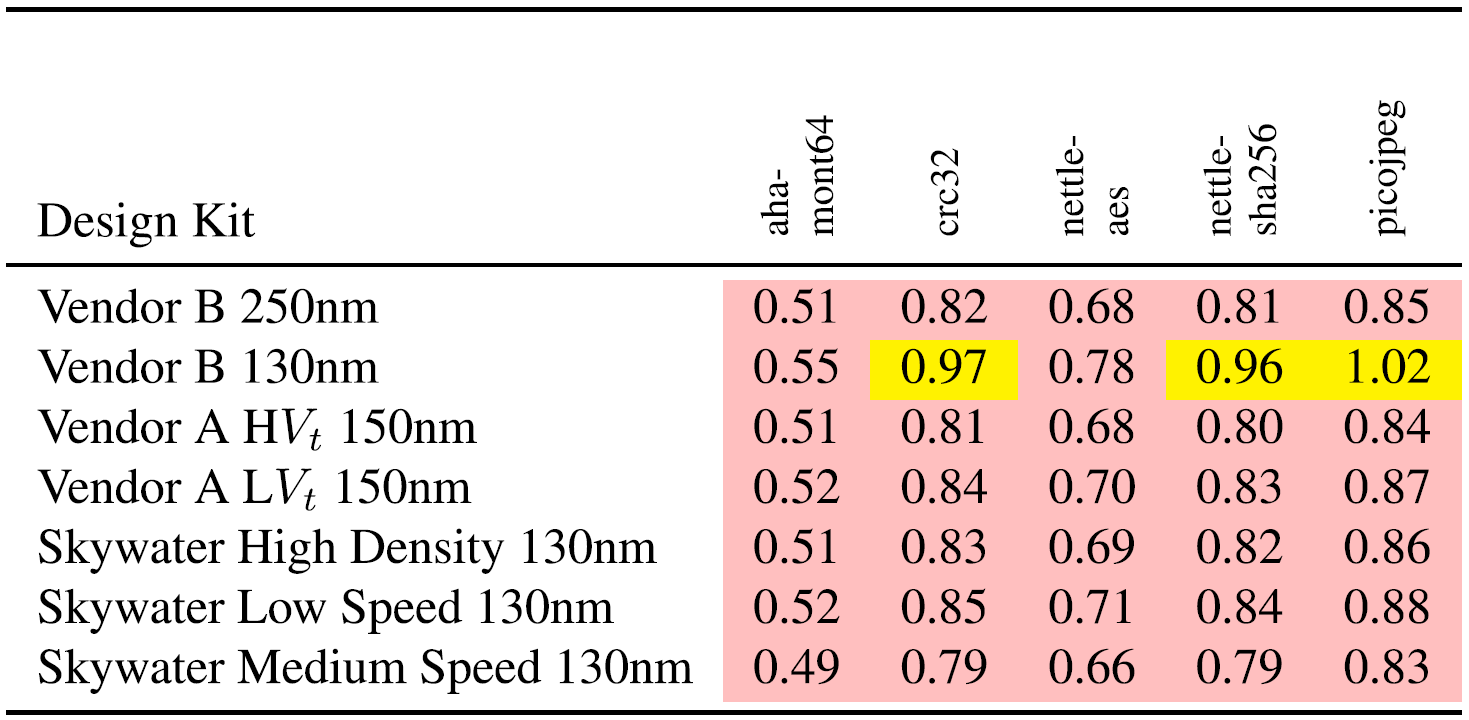 Design Kit aha-mont64 crc32 nettle-aes nettle-sha256 picojpeg
Vendor B 250nm 0.51 0.82 0.68 0.81 0.85
Vendor B 130nm 0.55 0.97 0.78 0.96 1.02
Vendor A HVt 150nm 0.51 0.81 0.68 0.80 0.84
Vendor A LVt 150nm 0.52 0.84 0.70 0.83 0.87
Skywater High Density 130nm 0.51 0.83 0.69 0.82 0.86
Skywater Low Speed 130nm 0.52 0.85 0.71 0.84 0.88
Skywater Medium Speed 130nm 0.49 0.79 0.66 0.79 0.83